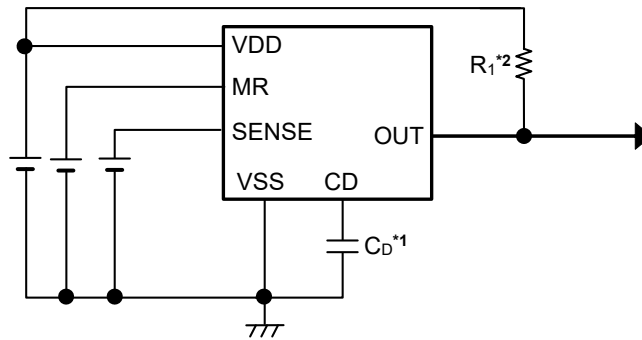 VDD
R1*2
MR
SENSE
OUT
VSS CD
CD*1